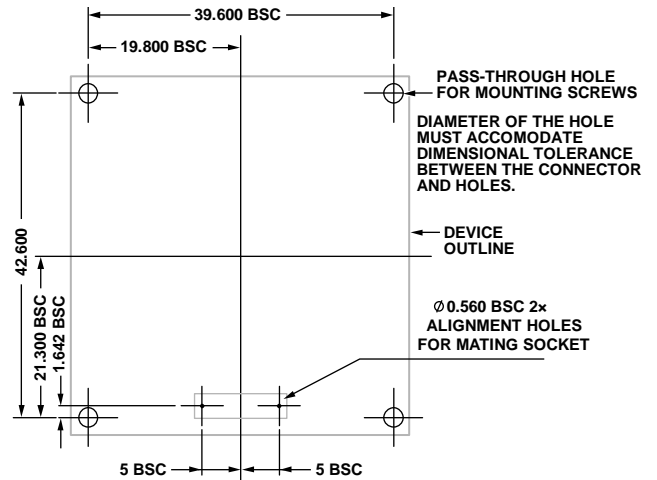 39.600 BSC
19.800 BSC
PASS-THROUGH HOLE
FOR MOUNTING SCREWS
DIAMETER OF THE HOLE
MUST ACCOMODATE
DIMENSIONAL TOLERANCE
BETWEEN THE CONNECTOR
AND HOLES.
DEVICE
OUTLINE
42.600
21.300 BSC
1.642 BSC
Ø0.560 BSC 2×
ALIGNMENT HOLES
FOR MATING SOCKET
5 BSC
5 BSC